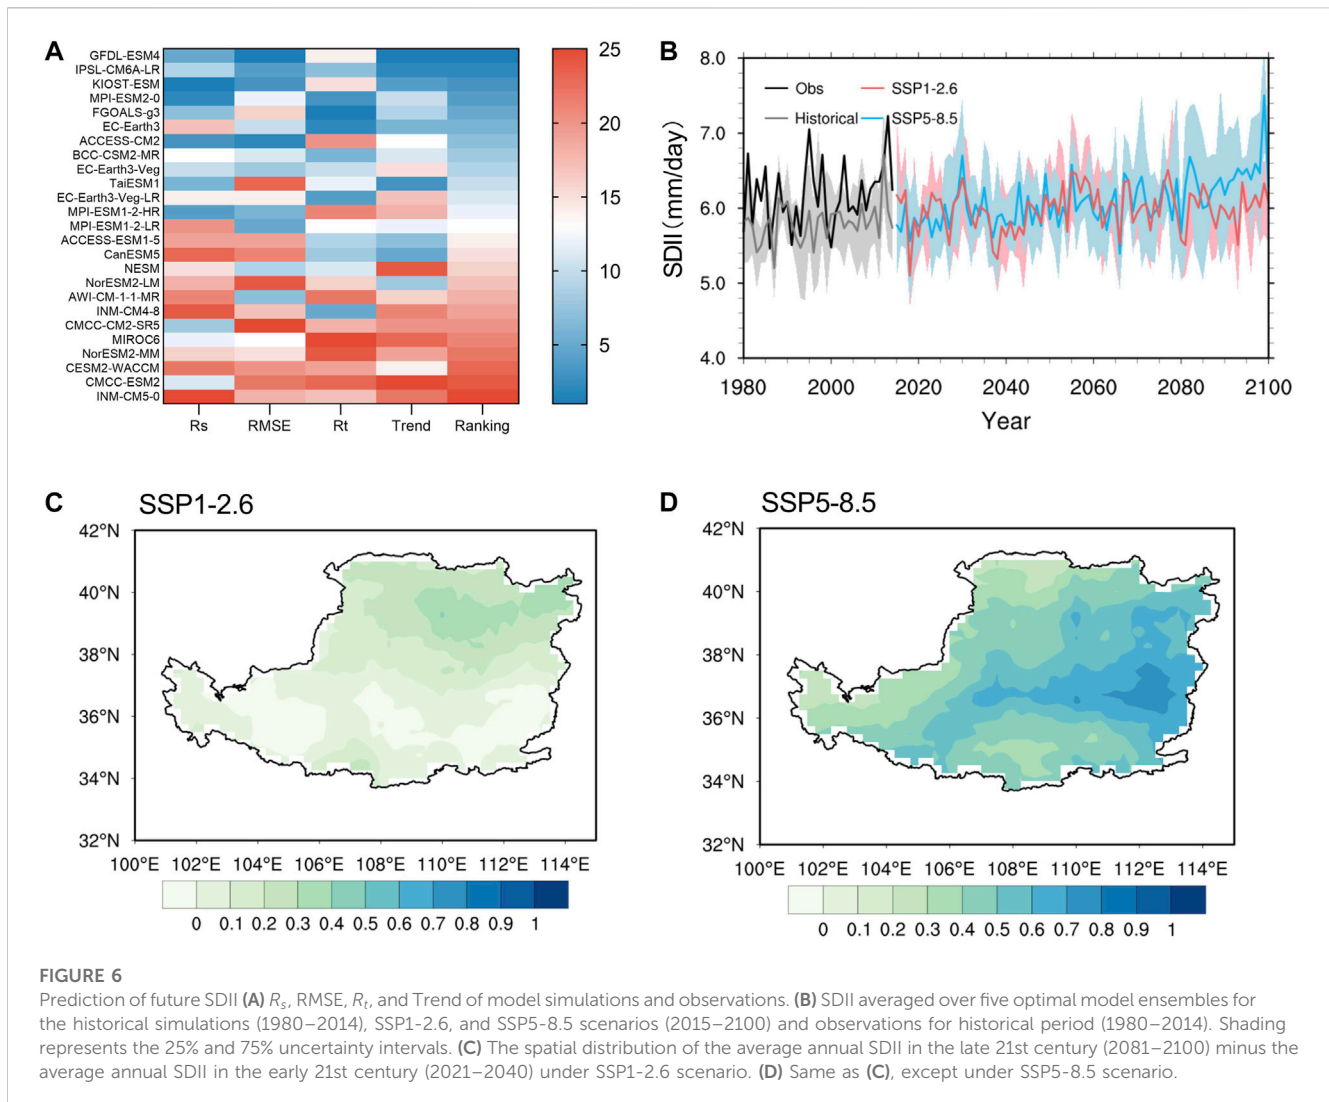 A
GFDL-ESM4
IPSL-CM6A-LR
KIOST-ESM
MPI-ESM2-0
FGOALS-g3
EC-Earth3
ACCESS-CM2
BCC-CSM2-MR
EC-Earth3-Veg
TaiESM1
EC-Earth3-Veg-LR
MPI-ESM1-2-HR
MPI-ESM1-2-LR
ACCESS-ESM1-5
CanESM5
NESM
NorESM2-LM
AWI-CM-1-1-MR
INM-CM4-8
CMCC-CM2-SR5
MIROC6
NorESM2-MM
CESM2-WACCM
CMCC-ESM2
INM-CM5-0
Rs RMSE Rt Trend Ranking
25
20
15
10
5
B
SDII(mm/day)
8.0
7.0
6.0
5.0
4.0
Obs SSP1-2.6
Historical SSP5-8.5
1980 2000 2020 2040 2060 2080 2100
Year
C SSP1-2.6
42°N
40°N
38°N
36°N
34°N
32°N
100°E 102°E 104°E 106°E 108°E 110°E 112°E 114°E
0 0.1 0.2 0.3 0.4 0.5 0.6 0.7 0.8 0.9 1
D SSP5-8.5
42°N
40°N
38°N
36°N
34°N
32°N
100°E 102°E 104°E 106°E 108°E 110°E 112°E 114°E
0 0.1 0.2 0.3 0.4 0.5 0.6 0.7 0.8 0.9 1
FIGURE 6
Prediction of future SDII (A) Rs, RMSE, Rt, and Trend of model simulations and observations. (B) SDII averaged over five optimal model ensembles for
the historical simulations (1980–2014), SSP1-2.6, and SSP5-8.5 scenarios (2015–2100) and observations for historical period (1980–2014). Shading
represents the 25% and 75% uncertainty intervals. (C) The spatial distribution of the average annual SDII in the late 21st century (2081–2100) minus the
average annual SDII in the early 21st century (2021–2040) under SSP1-2.6 scenario. (D) Same as (C), except under SSP5-8.5 scenario.